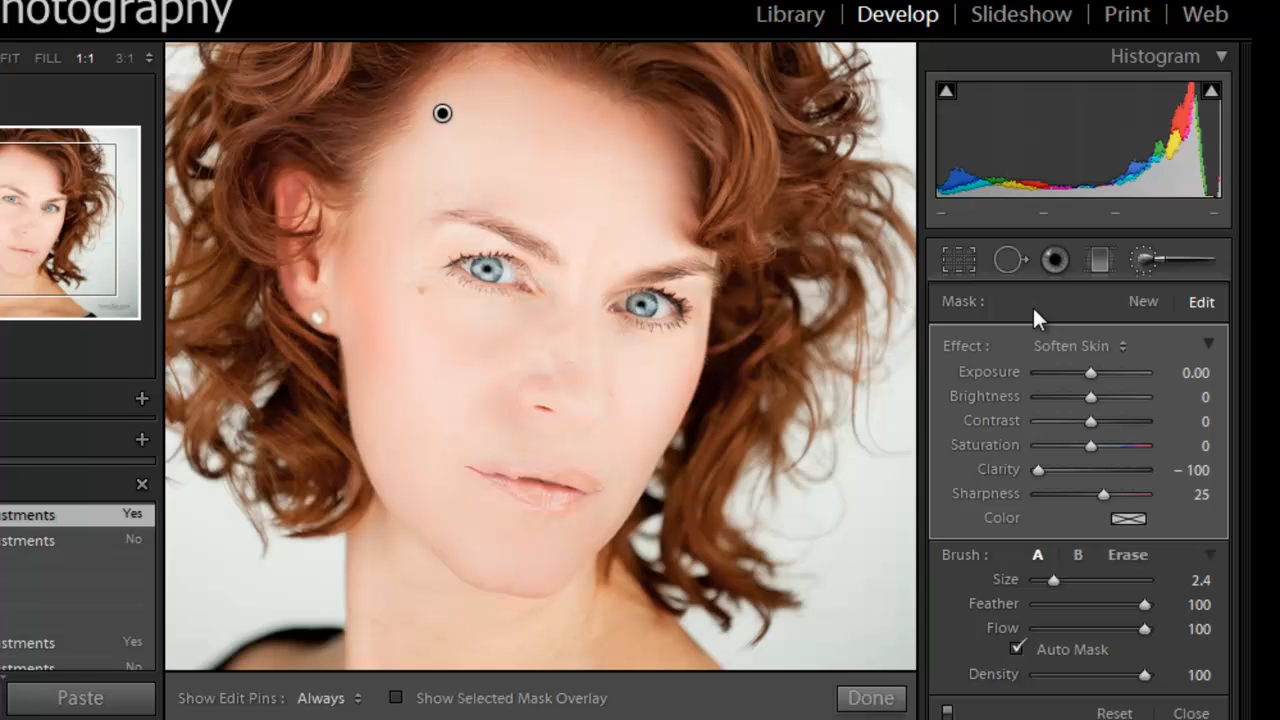 notography
Library | Develop | Slideshow | Print | Web
FIT FILL 1:1 3:1
Histogram
Mask : New Edit
Effect : Soften Skin
Exposure 0.00
Brightness 0
Contrast 0
Saturation 0
Clarity – 100
Sharpness 25
Color
Brush : A B Erase
Size 2.4
Feather 100
Flow 100
Auto Mask
Density 100
Reset Close
stments Yes
stments No
stments Yes
stments No
Paste
Show Edit Pins : Always Show Selected Mask Overlay Done